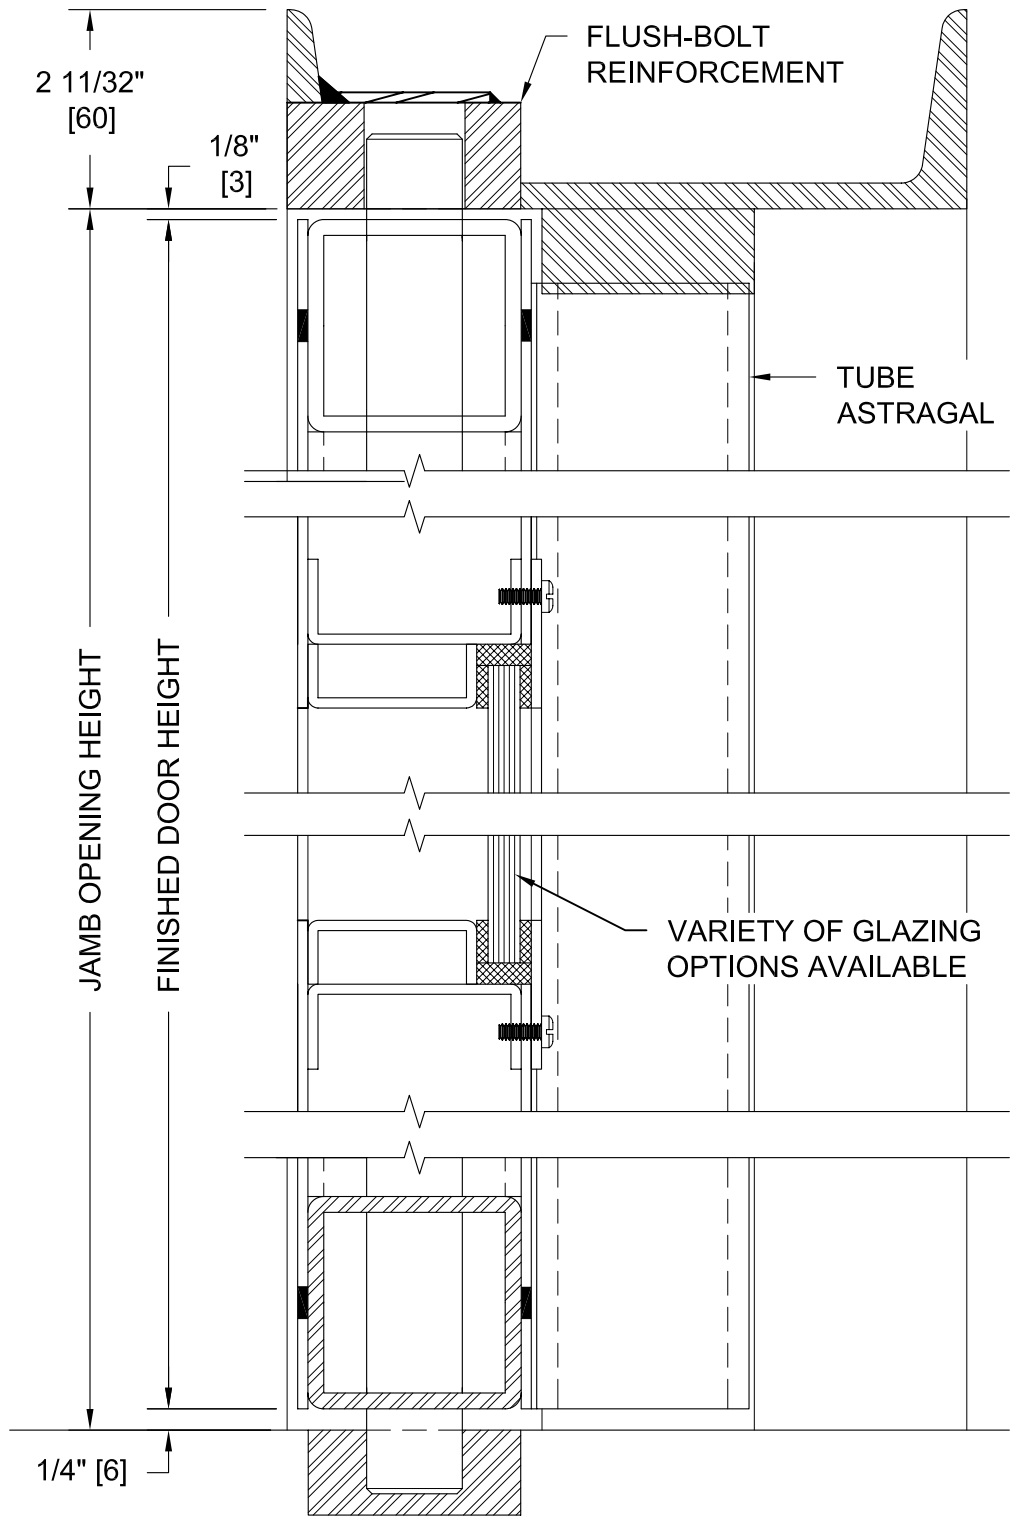 FLUSH-BOLT
REINFORCEMENT
2 11/32"
[60]
1/8"
[3]
TUBE
ASTRAGAL
JAMB OPENING HEIGHT
FINISHED DOOR HEIGHT
VARIETY OF GLAZING
OPTIONS AVAILABLE
1/4" [6]